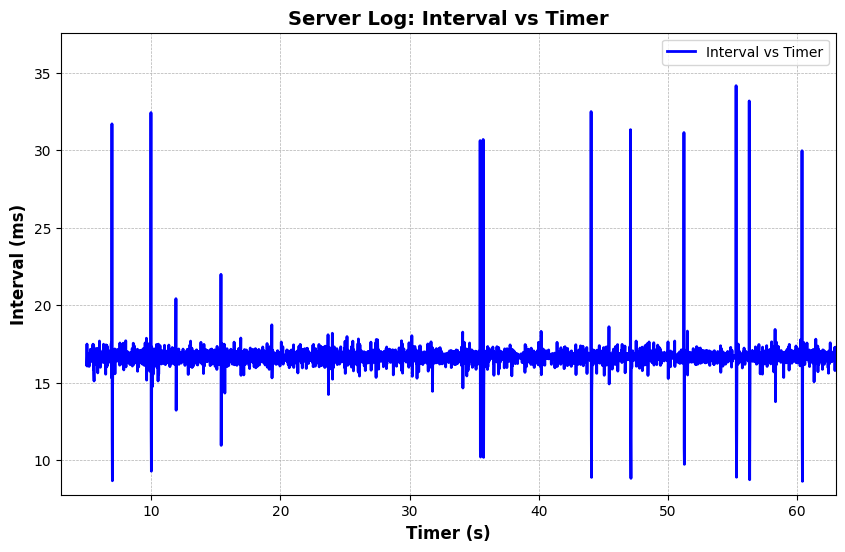 Server Log: Interval vs Timer
Interval vs Timer
35
30
25
20
15
10
Interval (ms)
10 20 30 40 50 60
Timer (s)